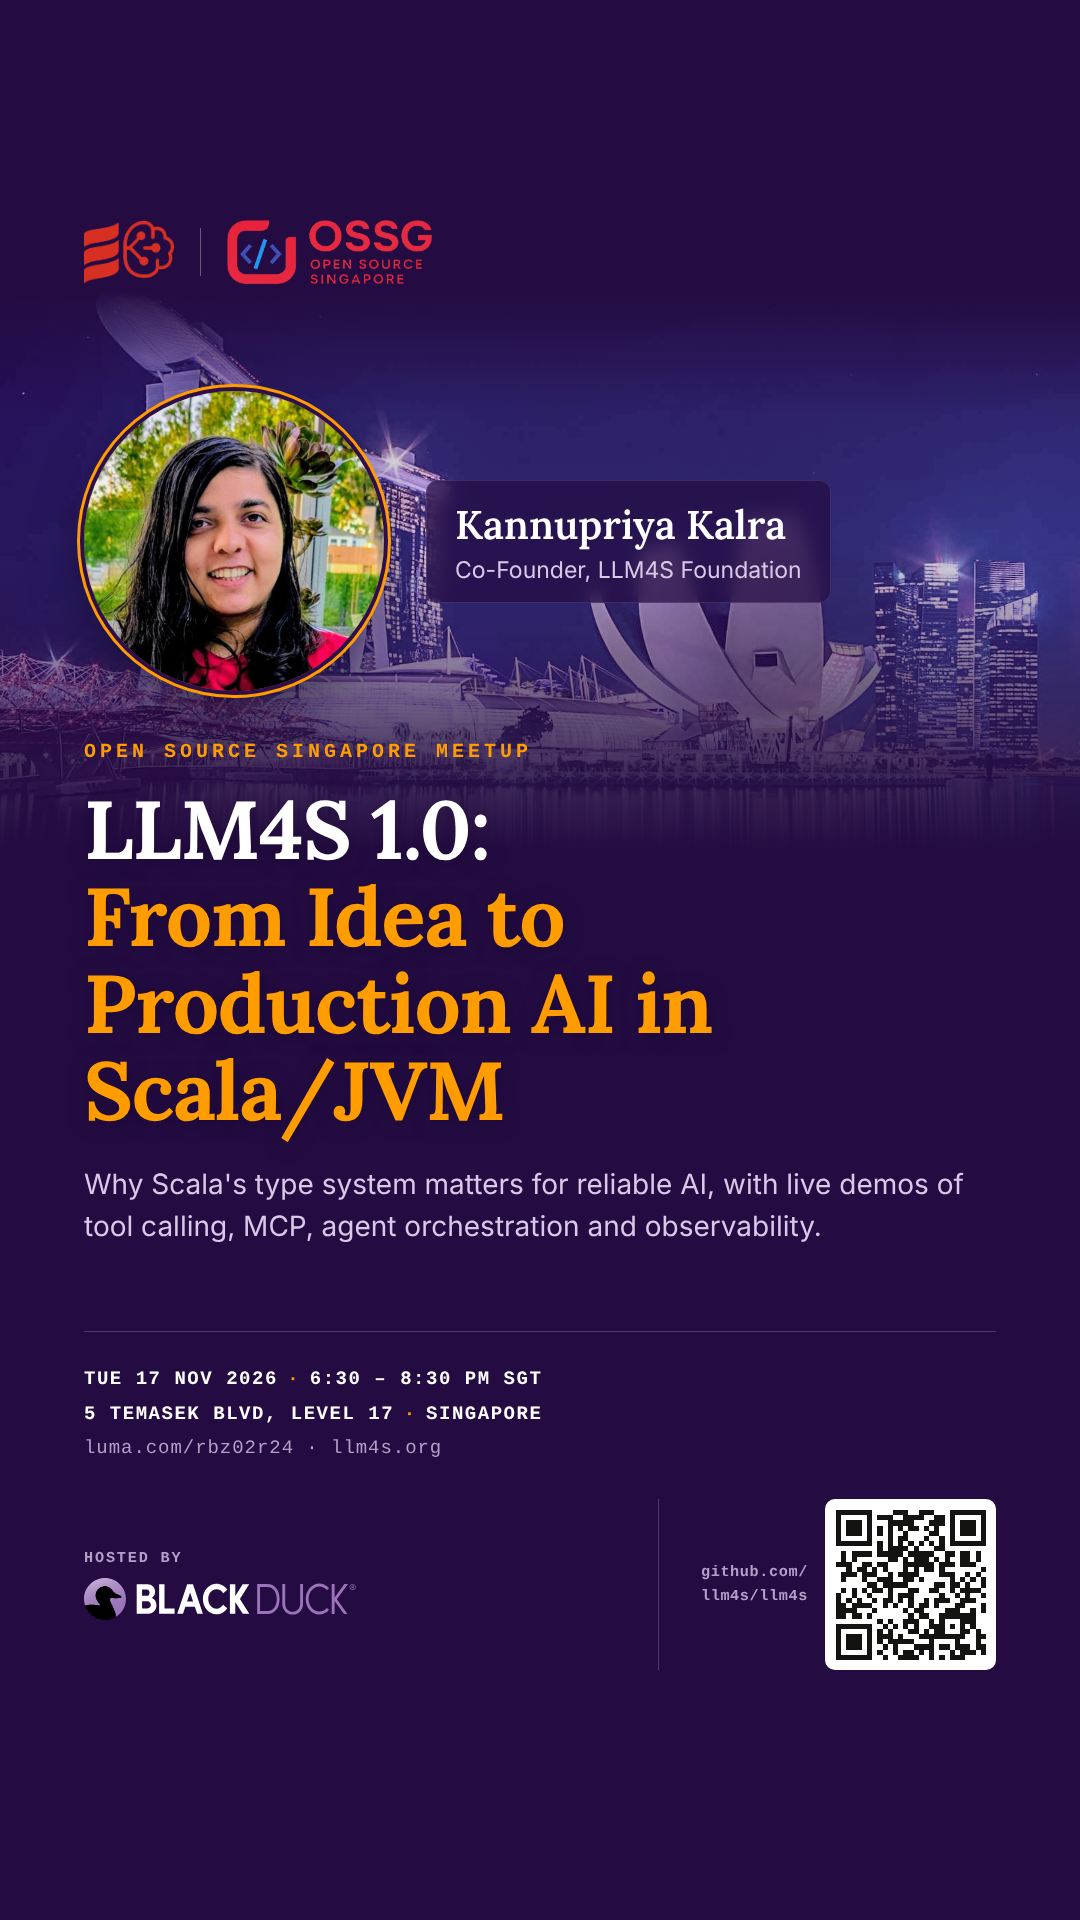 OSSG
OPEN SOURCE
SINGAPORE
Kannupriya Kalra
Co-Founder, LLM4S Foundation
OPEN SOURCE SINGAPORE MEETUP
LLM4S 1.0:
From Idea to
Production AI in
Scala/JVM
Why Scala's type system matters for reliable AI, with live demos of
tool calling, MCP, agent orchestration and observability.
TUE 17 NOV 2026 · 6:30 – 8:30 PM SGT
5 TEMASEK BLVD, LEVEL 17 · SINGAPORE
luma.com/rbz02r24 · llm4s.org
HOSTED BY
BLACK DUCK®
github.com/
llm4s/llm4s